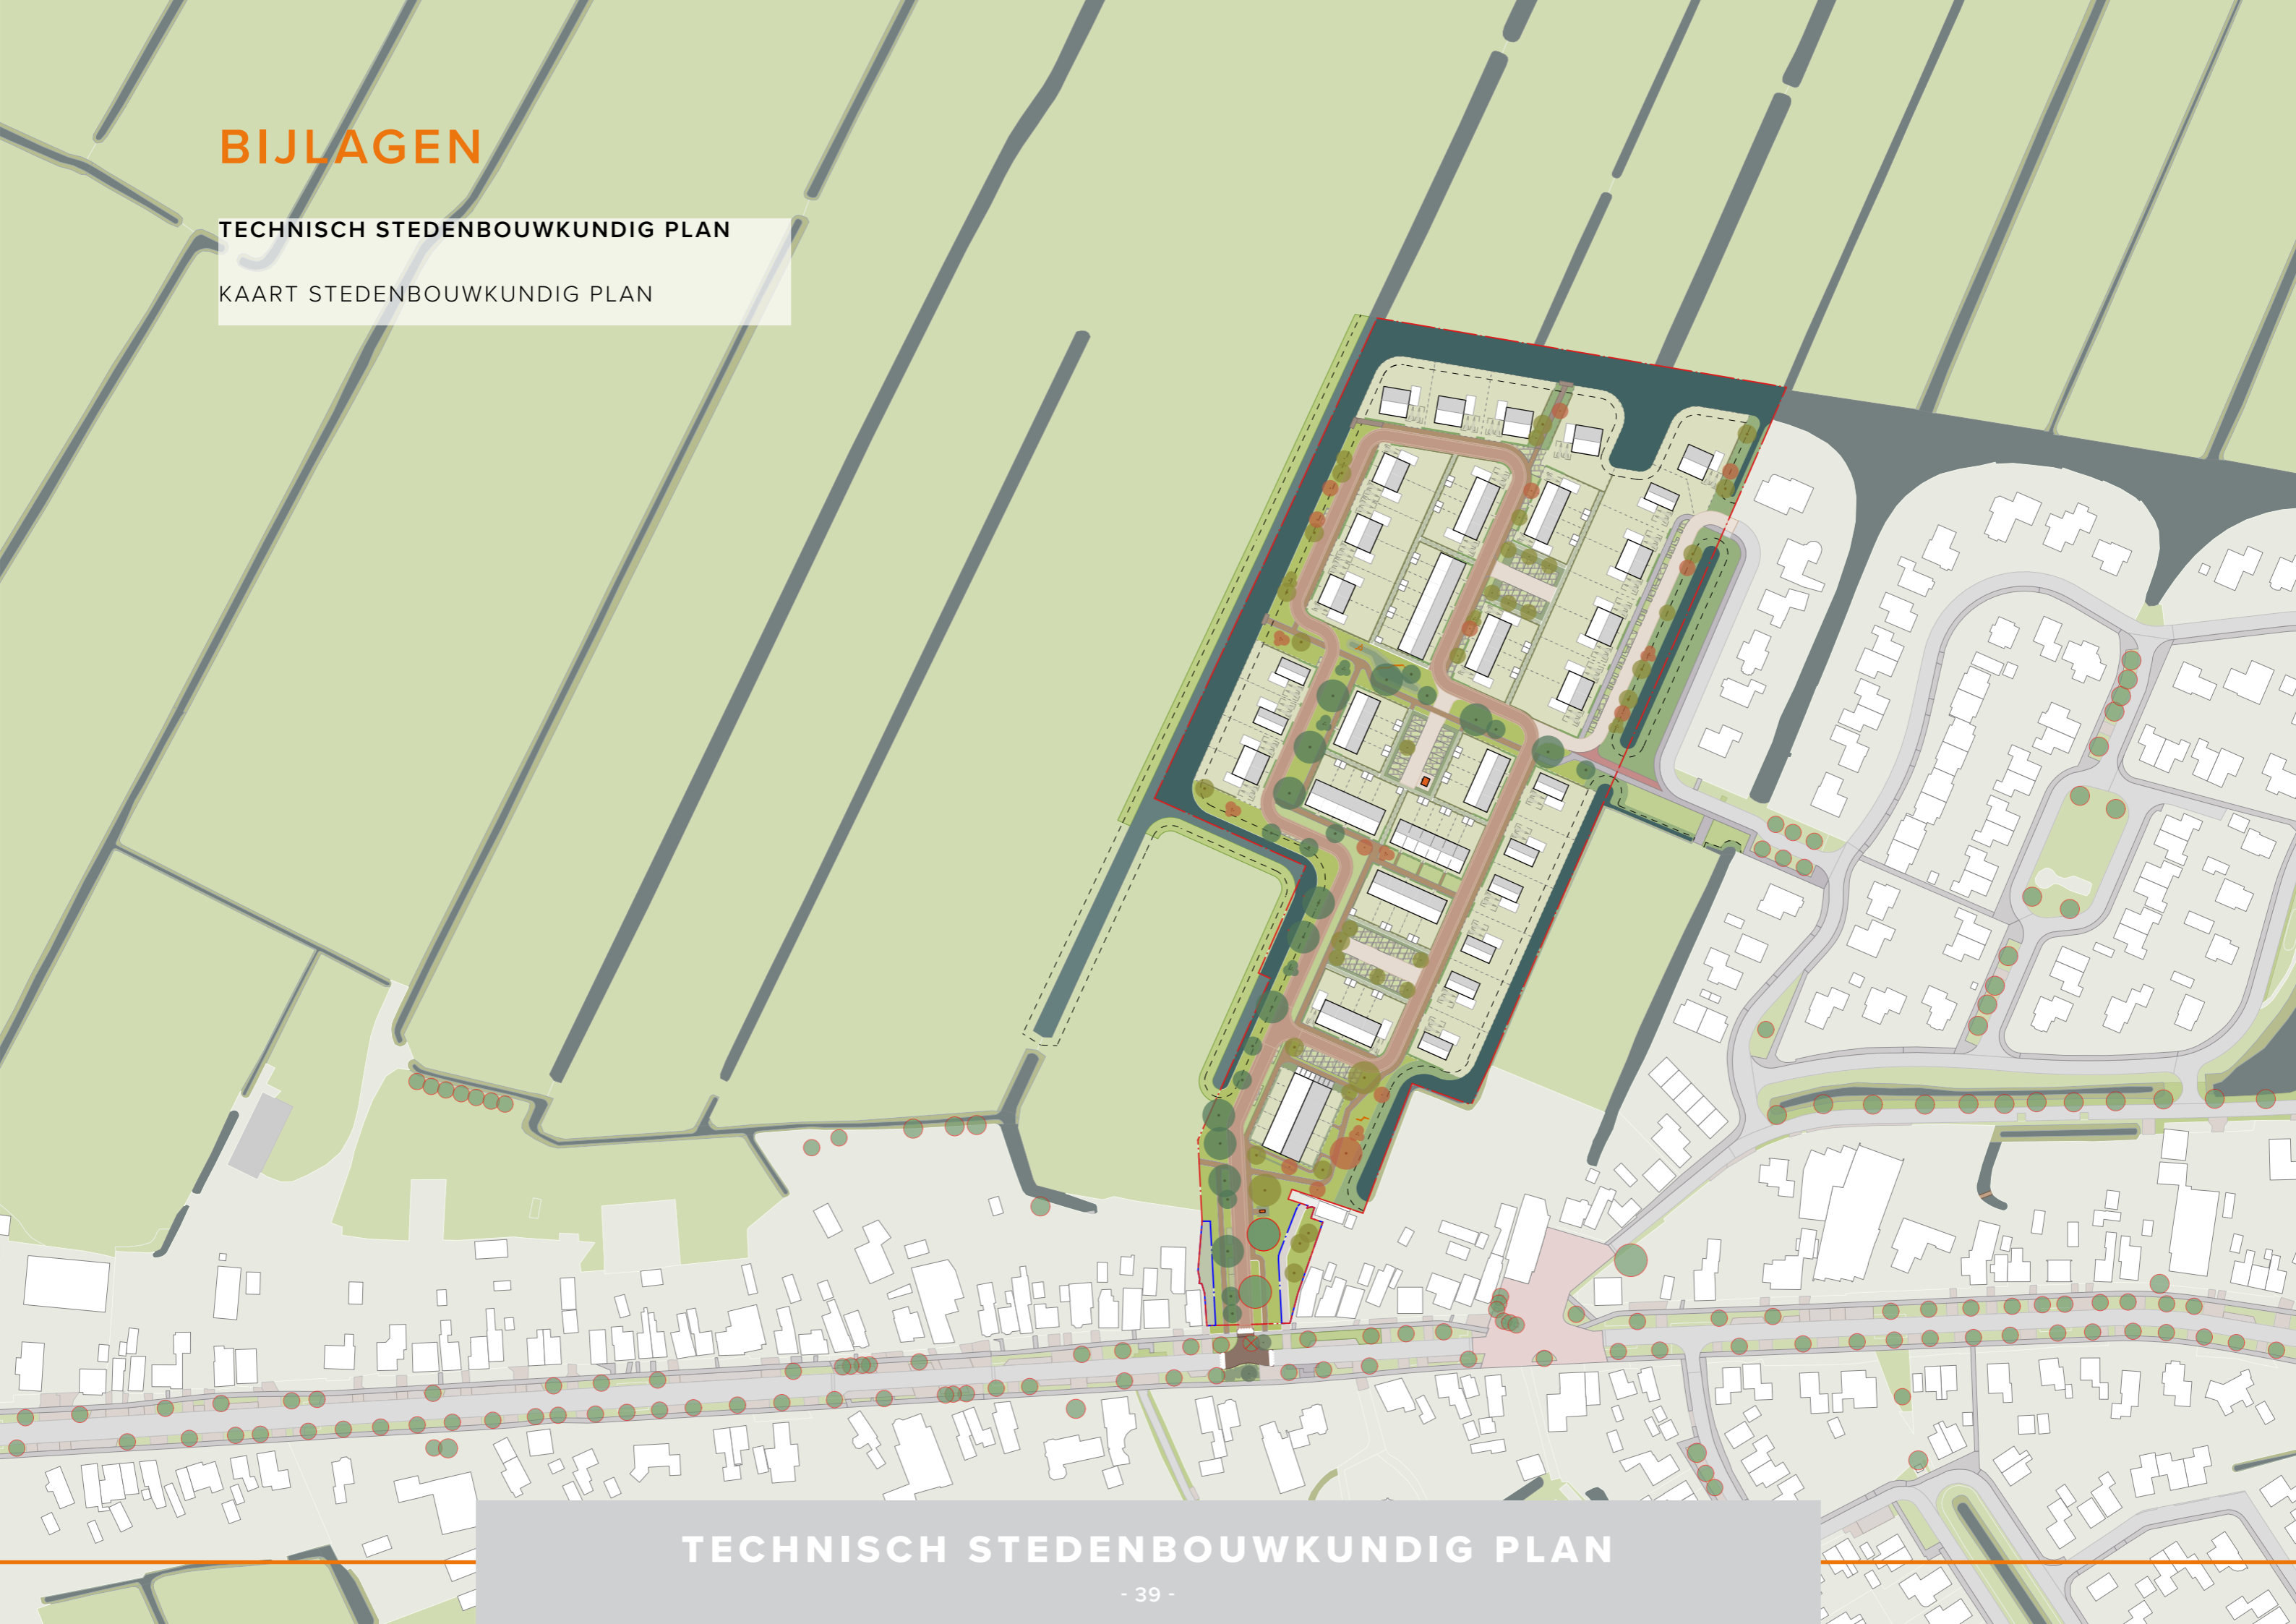 BIJLAGEN
TECHNISCH STEDENBOUWKUNDIG PLAN
KAART STEDENBOUWKUNDIG PLAN
TECHNISCH STEDENBOUWKUNDIG PLAN
- 39 -